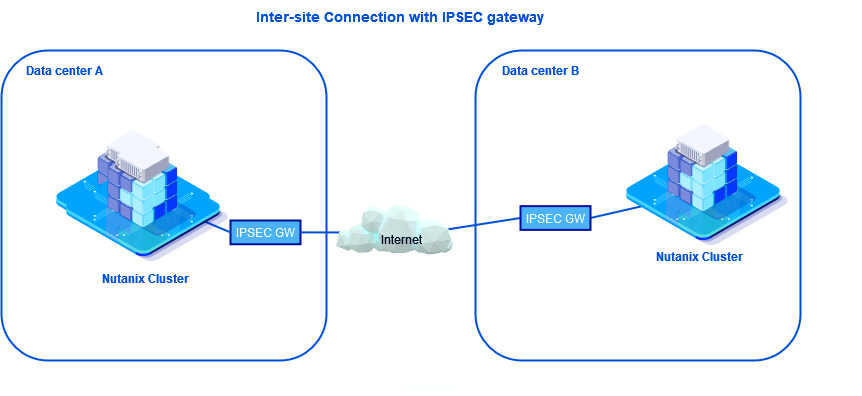 Inter-site Connection with IPSEC gateway
Data center A
Data center B
IPSEC GW
Internet
IPSEC GW
Nutanix Cluster
Nutanix Cluster